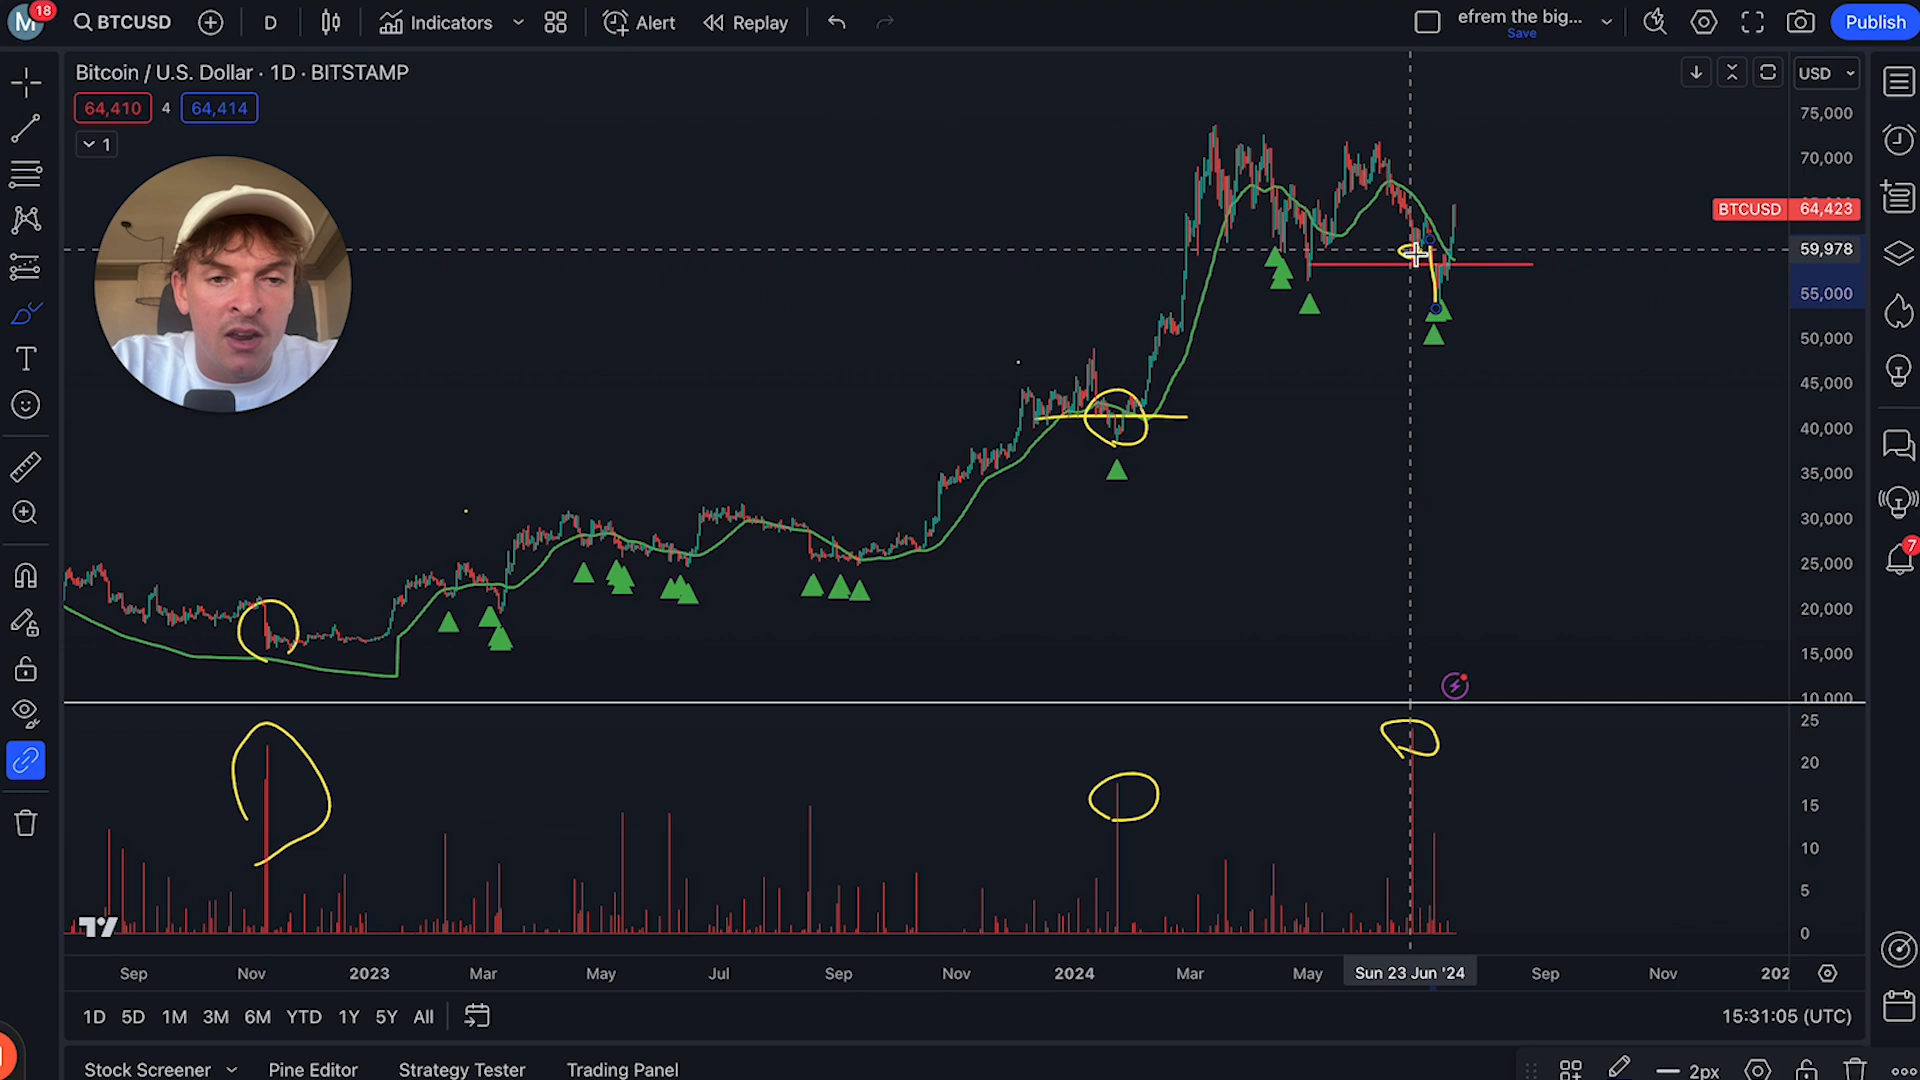 M 18 BTCUSD D Indicators Alert Replay efrem the big... Save Publish
Bitcoin / U.S. Dollar · 1D · BITSTAMP
USD
64,410 4 64,414
1
75,000
70,000
BTCUSD 64,423
59,978
55,000
50,000
45,000
40,000
35,000
30,000
25,000
20,000
15,000
10,000
25
20
15
10
5
0
7
Sep Nov 2023 Mar May Jul Sep Nov 2024 Mar May Sun 23 Jun '24 Sep Nov 202
1D 5D 1M 3M 6M YTD 1Y 5Y All 15:31:05 (UTC)
Stock Screener Pine Editor Strategy Tester Trading Panel 2px